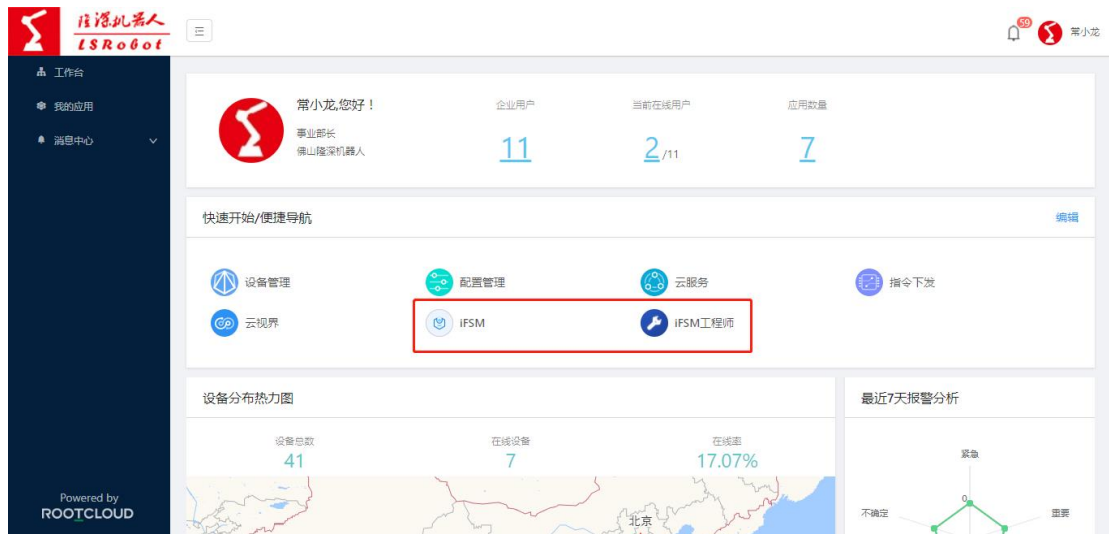 隆深机器人
LSRobot
59
常小龙
工作台
我的应用
消息中心
常小龙,您好！
事业部长
佛山隆深机器人
企业用户
11
当前在线用户
2/11
应用数量
7
快速开始/便捷导航
编辑
设备管理
配置管理
云服务
指令下发
云视界
iFSM
iFSM工程师
设备分布热力图
设备总数
41
在线设备
7
在线率
17.07%
北京
最近7天报警分析
紧急
0
不确定
重要
Powered by
ROOTCLOUD